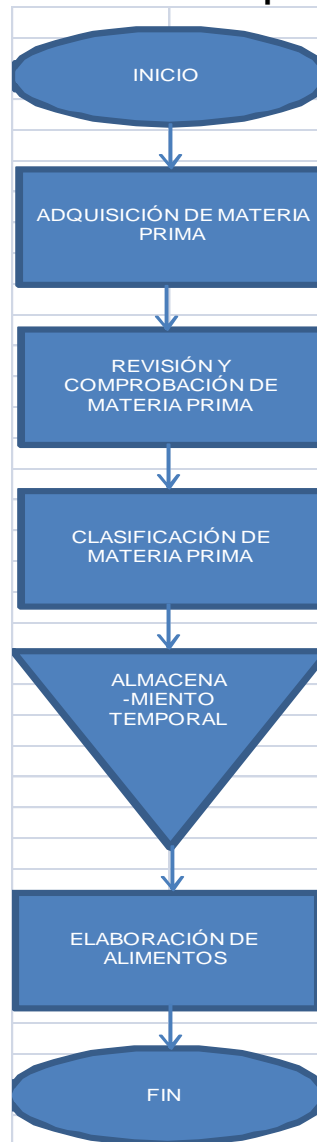 INICIO
ADQUISICIÓN DE MATERIA
PRIMA
REVISIÓN Y
COMPROBACIÓN DE
MATERIA PRIMA
CLASIFICACIÓN DE
MATERIA PRIMA
ALMACENA
-MIENTO
TEMPORAL
ELABORACIÓN DE
ALIMENTOS
FIN